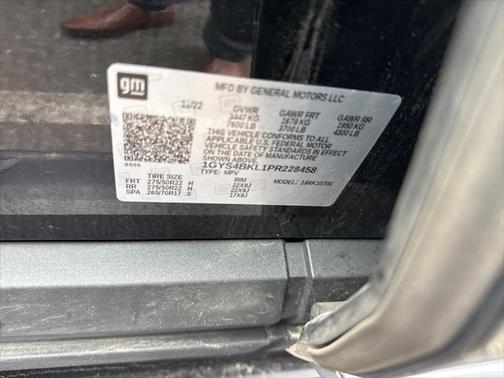 gm
MFD BY GENERAL MOTORS LLC
11/22 GVWR GAWR FRT GAWR RR
3447 KG 1678 KG 1950 KG
7600 LB 3700 LB 4300 LB
THIS VEHICLE CONFORMS TO ALL
APPLICABLE U.S. FEDERAL MOTOR
VEHICLE SAFETY STANDARDS IN EFFECT
ON THE DATE OF MANUFACTURE
SHOWN ABOVE.
1GYS4BKL1PR228458
TYPE: MPV MODEL: 186K10706
TIRE SIZE RIM
FRT 275/50R22 H 22X9J
RR 275/50R22 H 22X9J
SPA 265/70R17 S 17X8J